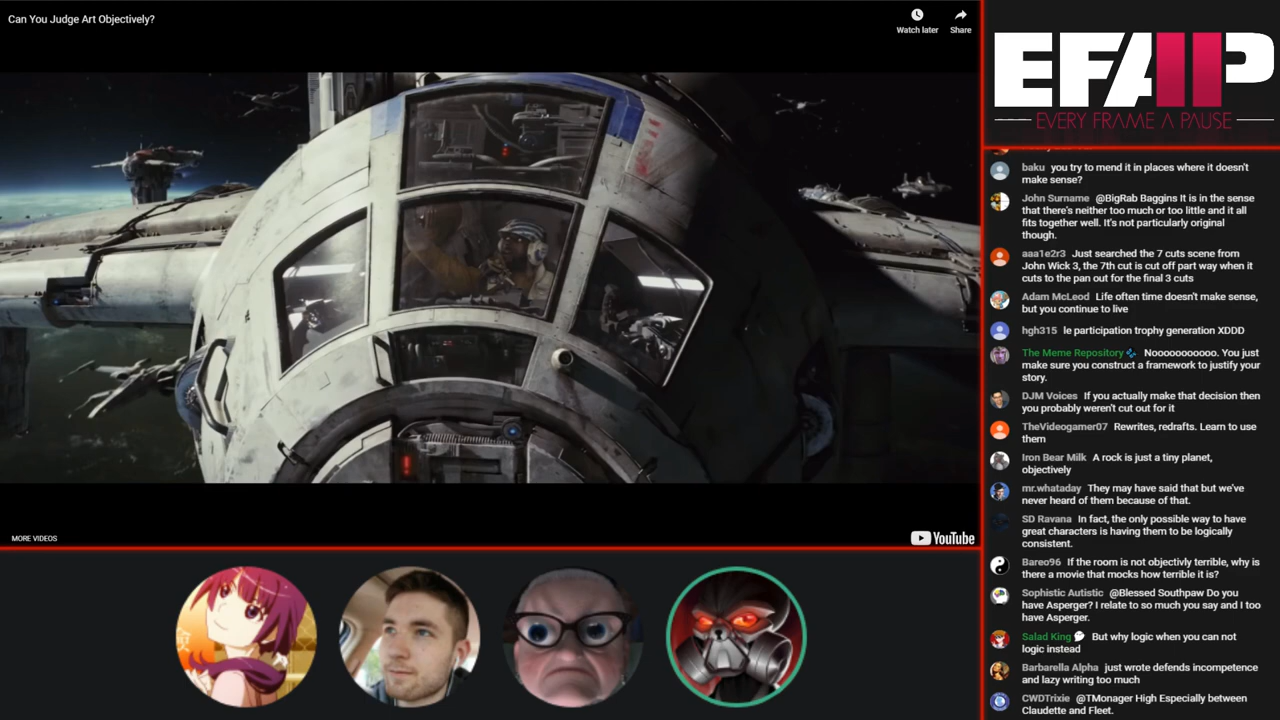 Can You Judge Art Objectively?
Watch later
Share
MORE VIDEOS
YouTube
EFAP
EVERY FRAME A PAUSE
baku you try to mend it in places where it doesn't
make sense?
John Surname @BigRab Baggins It is in the sense
that there's neither too much or too little and it all
fits together well. It's not particularly original
though.
aaa1e2r3 Just searched the 7 cuts scene from
John Wick 3, the 7th cut is cut off part way when it
cuts to the pan out for the final 3 cuts
Adam McLeod Life often time doesn't make sense,
but you continue to live
hgh315 le participation trophy generation XDDD
The Meme Repository Nooooooooooo. You just
make sure you construct a framework to justify your
story.
DJM Voices If you actually make that decision then
you probably weren't cut out for it
TheVideogamer07 Rewrites, redrafts. Learn to use
them
Iron Bear Milk A rock is just a tiny planet,
objectively
mr.whataday They may have said that but we've
never heard of them because of that.
SD Ravana In fact, the only possible way to have
great characters is having them to be logically
consistent.
Bareo96 If the room is not objectivly terrible, why is
there a movie that mocks how terrible it is?
Sophistic Autistic @Blessed Southpaw Do you
have Asperger? I relate to so much you say and I too
have Asperger.
Salad King But why logic when you can not
logic instead
Barbarella Alpha just wrote defends incompetence
and lazy writing too much
CWDTrixie @TMonager High Especially between
Claudette and Fleet.